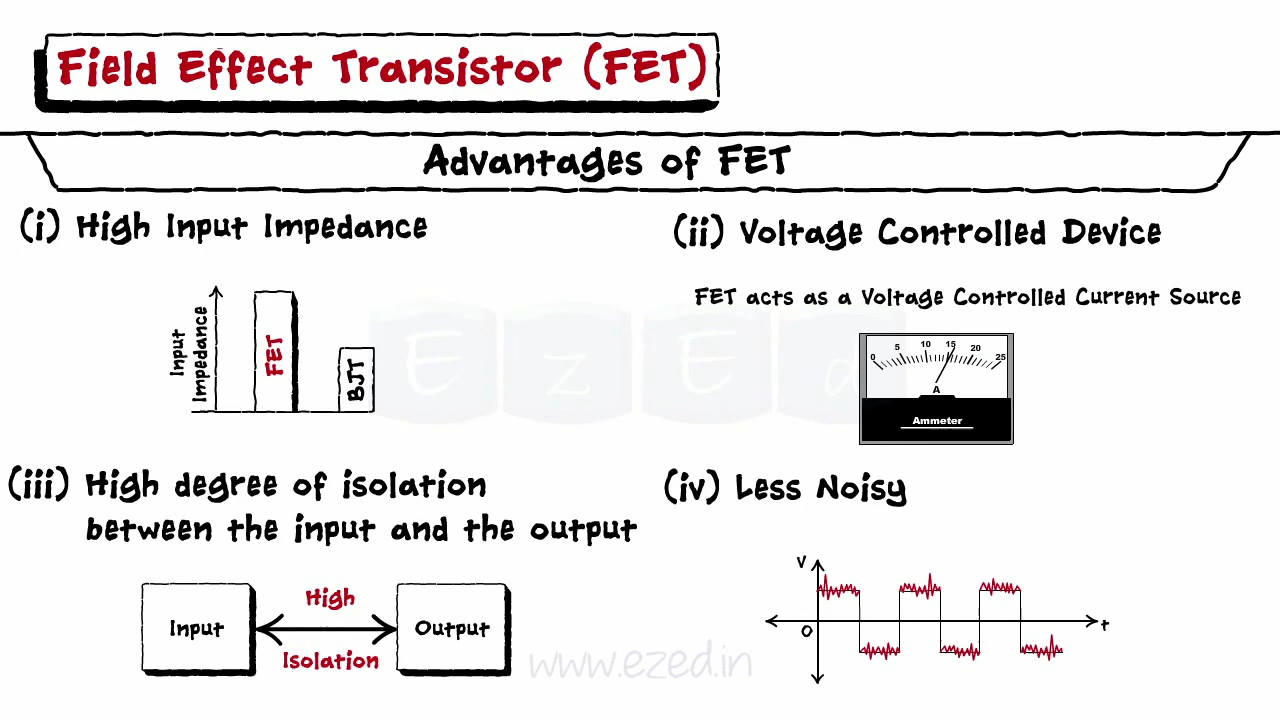 Field Effect Transistor (FET)
Advantages of FET
(i) High Input Impedance
Input
Impedance
FET
BJT
(ii) Voltage Controlled Device
FET acts as a Voltage Controlled Current Source
0 5 10 15 20 25
A
Ammeter
(iii) High degree of isolation
between the input and the output
Input
High
Isolation
Output
(iv) Less Noisy
V
O
t
EzEd
www.ezed.in